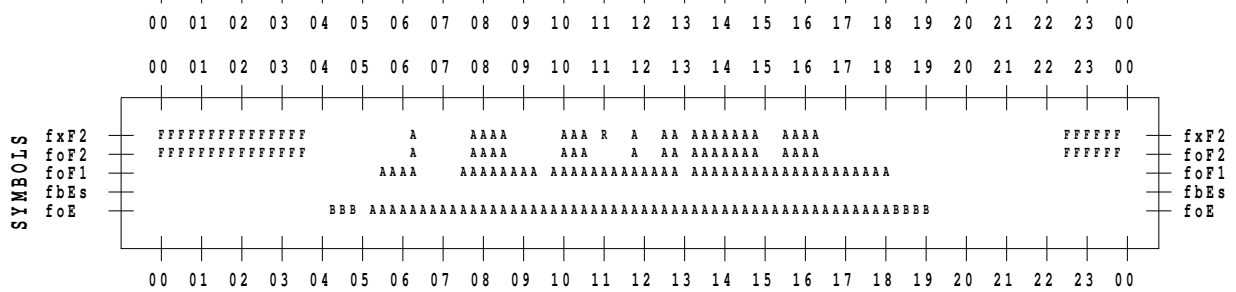 00 01 02 03 04 05 06 07 08 09 10 11 12 13 14 15 16 17 18 19 20 21 22 23 00
00 01 02 03 04 05 06 07 08 09 10 11 12 13 14 15 16 17 18 19 20 21 22 23 00
SYMBOLS
fxF2 FFFFFFFFFFFFFFF A AAAA AAA R A AA AAAAAAA AAAA FFFFFF fxF2
foF2 FFFFFFFFFFFFFFF A AAAA AAA A AA AAAAAAA AAAA FFFFFF foF2
foF1 AAAA AAAAAAAA AAAAAAAAAAAAA AAAAAAAAAAAAAAAAAAAA foF1
fbEs fbEs
foE BBB AAAAAAAAAAAAAAAAAAAAAAAAAAAAAAAAAAAAAAAAAAAAAAAAAAAABBBB foE
00 01 02 03 04 05 06 07 08 09 10 11 12 13 14 15 16 17 18 19 20 21 22 23 00